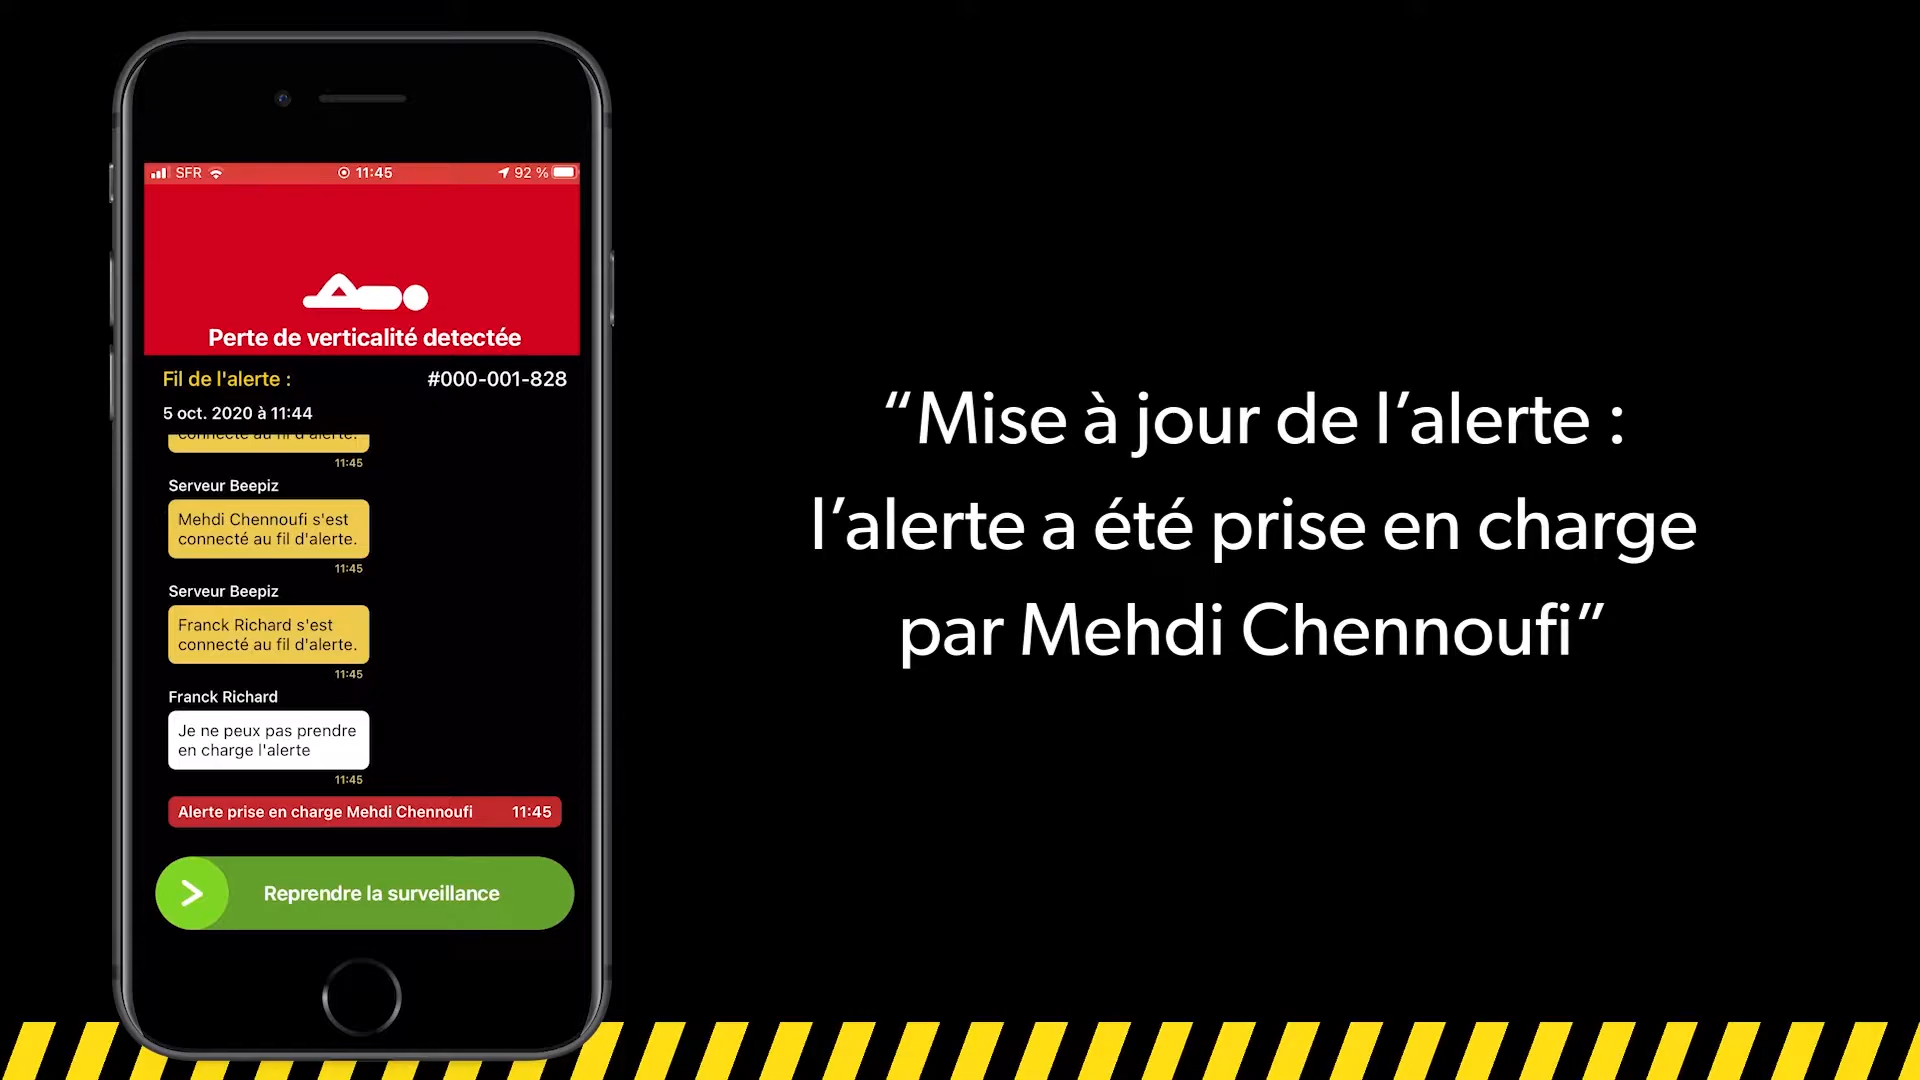 SFR
11:45
92 %
Perte de verticalité detectée
Fil de l'alerte :
#000-001-828
5 oct. 2020 à 11:44
connecté au fil d'alerte.
11:45
Serveur Beepiz
Mehdi Chennoufi s'est
connecté au fil d'alerte.
11:45
Serveur Beepiz
Franck Richard s'est
connecté au fil d'alerte.
11:45
Franck Richard
Je ne peux pas prendre
en charge l'alerte
11:45
Alerte prise en charge Mehdi Chennoufi 11:45
Reprendre la surveillance
“Mise à jour de l’alerte :
l’alerte a été prise en charge
par Mehdi Chennoufi”